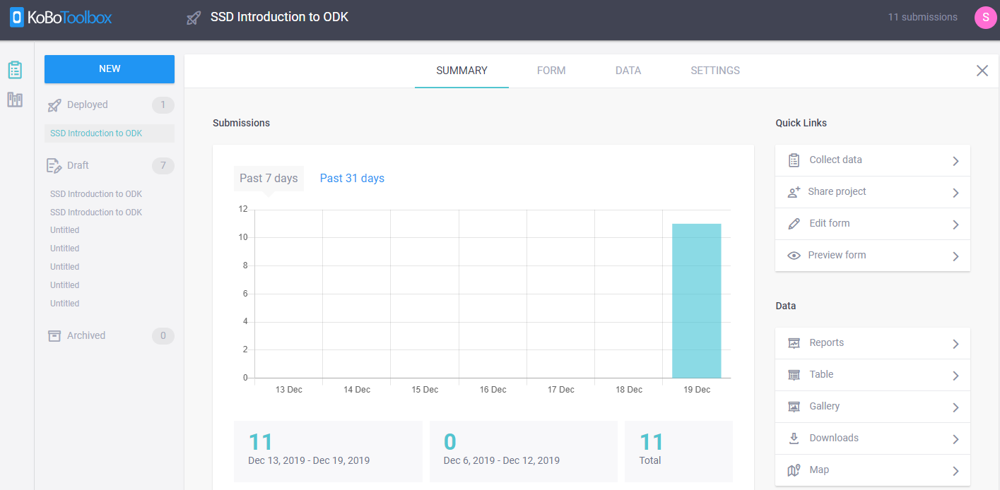 KoBoToolbox
SSD Introduction to ODK
11 submissions
S
NEW
Deployed
1
SSD Introduction to ODK
Draft
7
SSD Introduction to ODK
SSD Introduction to ODK
Untitled
Untitled
Untitled
Untitled
Untitled
Archived
0
SUMMARY
FORM
DATA
SETTINGS
Submissions
Past 7 days
Past 31 days
12
10
8
6
4
2
0
13 Dec
14 Dec
15 Dec
16 Dec
17 Dec
18 Dec
19 Dec
11
Dec 13, 2019 - Dec 19, 2019
0
Dec 6, 2019 - Dec 12, 2019
11
Total
Quick Links
Collect data
Share project
Edit form
Preview form
Data
Reports
Table
Gallery
Downloads
Map